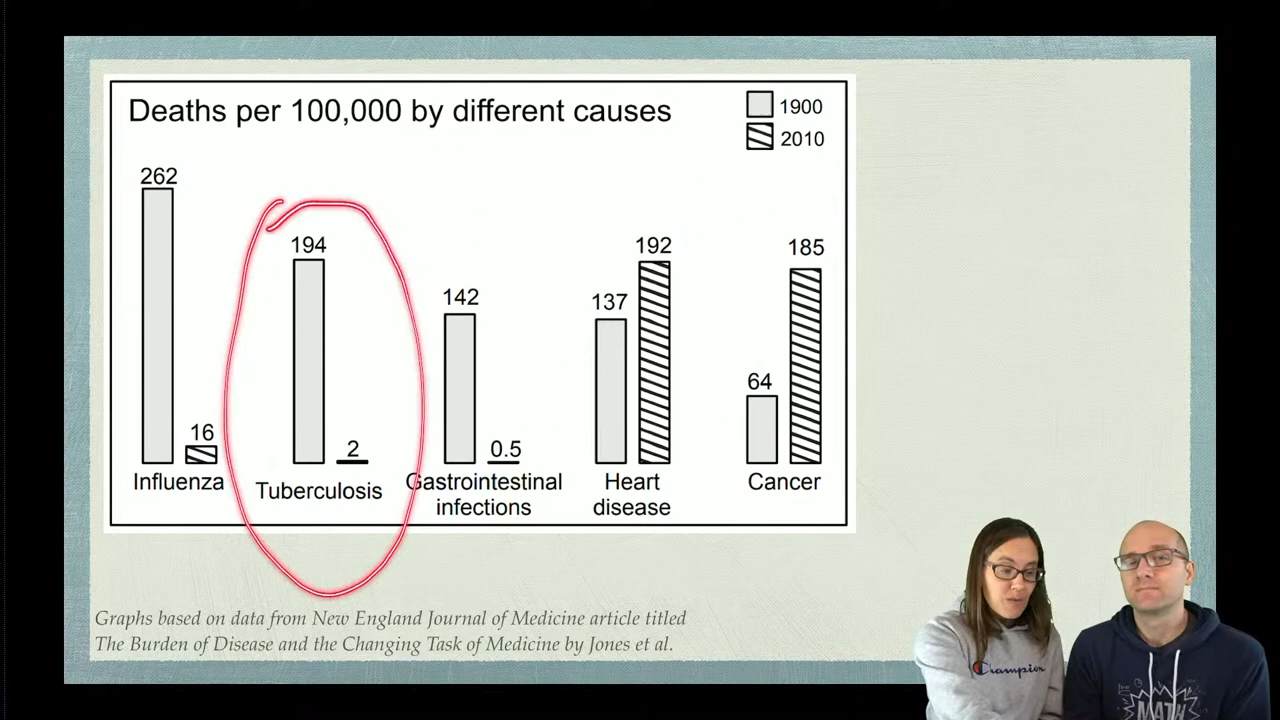 Deaths per 100,000 by different causes
1900
2010
262
16
194
2
142
0.5
137
192
64
185
Influenza
Tuberculosis
Gastrointestinal
infections
Heart
disease
Cancer
Graphs based on data from New England Journal of Medicine article titled
The Burden of Disease and the Changing Task of Medicine by Jones et al.
Champion
MATH